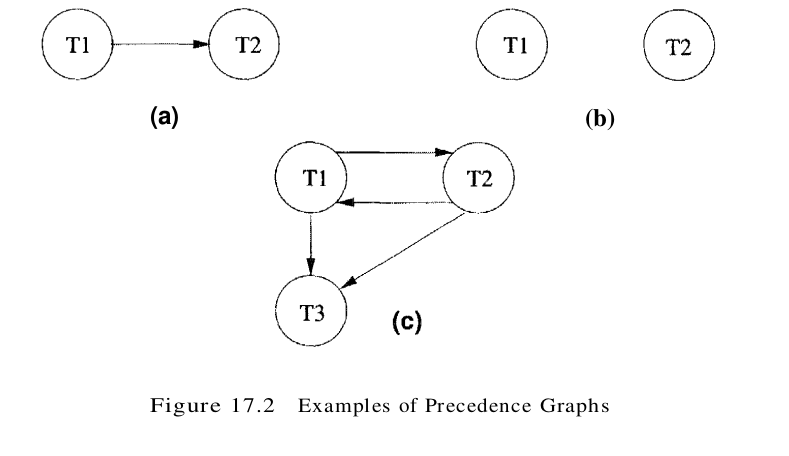 T1 T2 T1 T2
(a) (b)
T1 T2
T3 (c)
Figure 17.2 Examples of Precedence Graphs